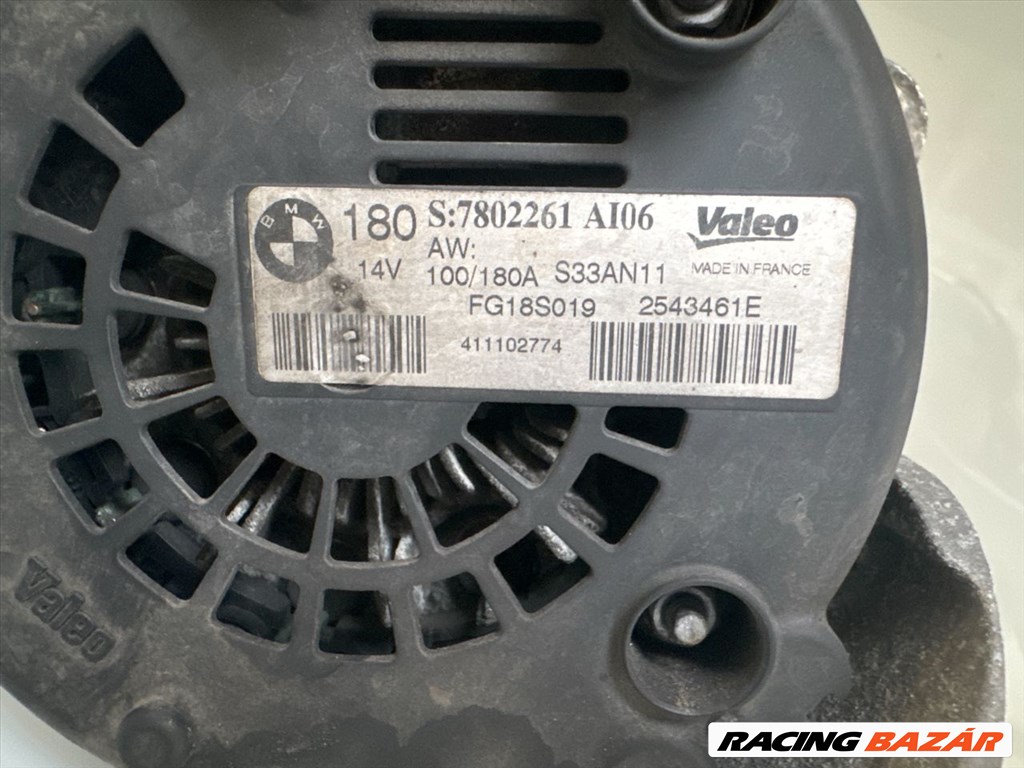 BMW
180 S:7802261 AI06 Valeo
AW:
14V 100/180A S33AN11 MADE IN FRANCE
FG18S019 2543461E
411102774
Valeo
RACING BAZÁR